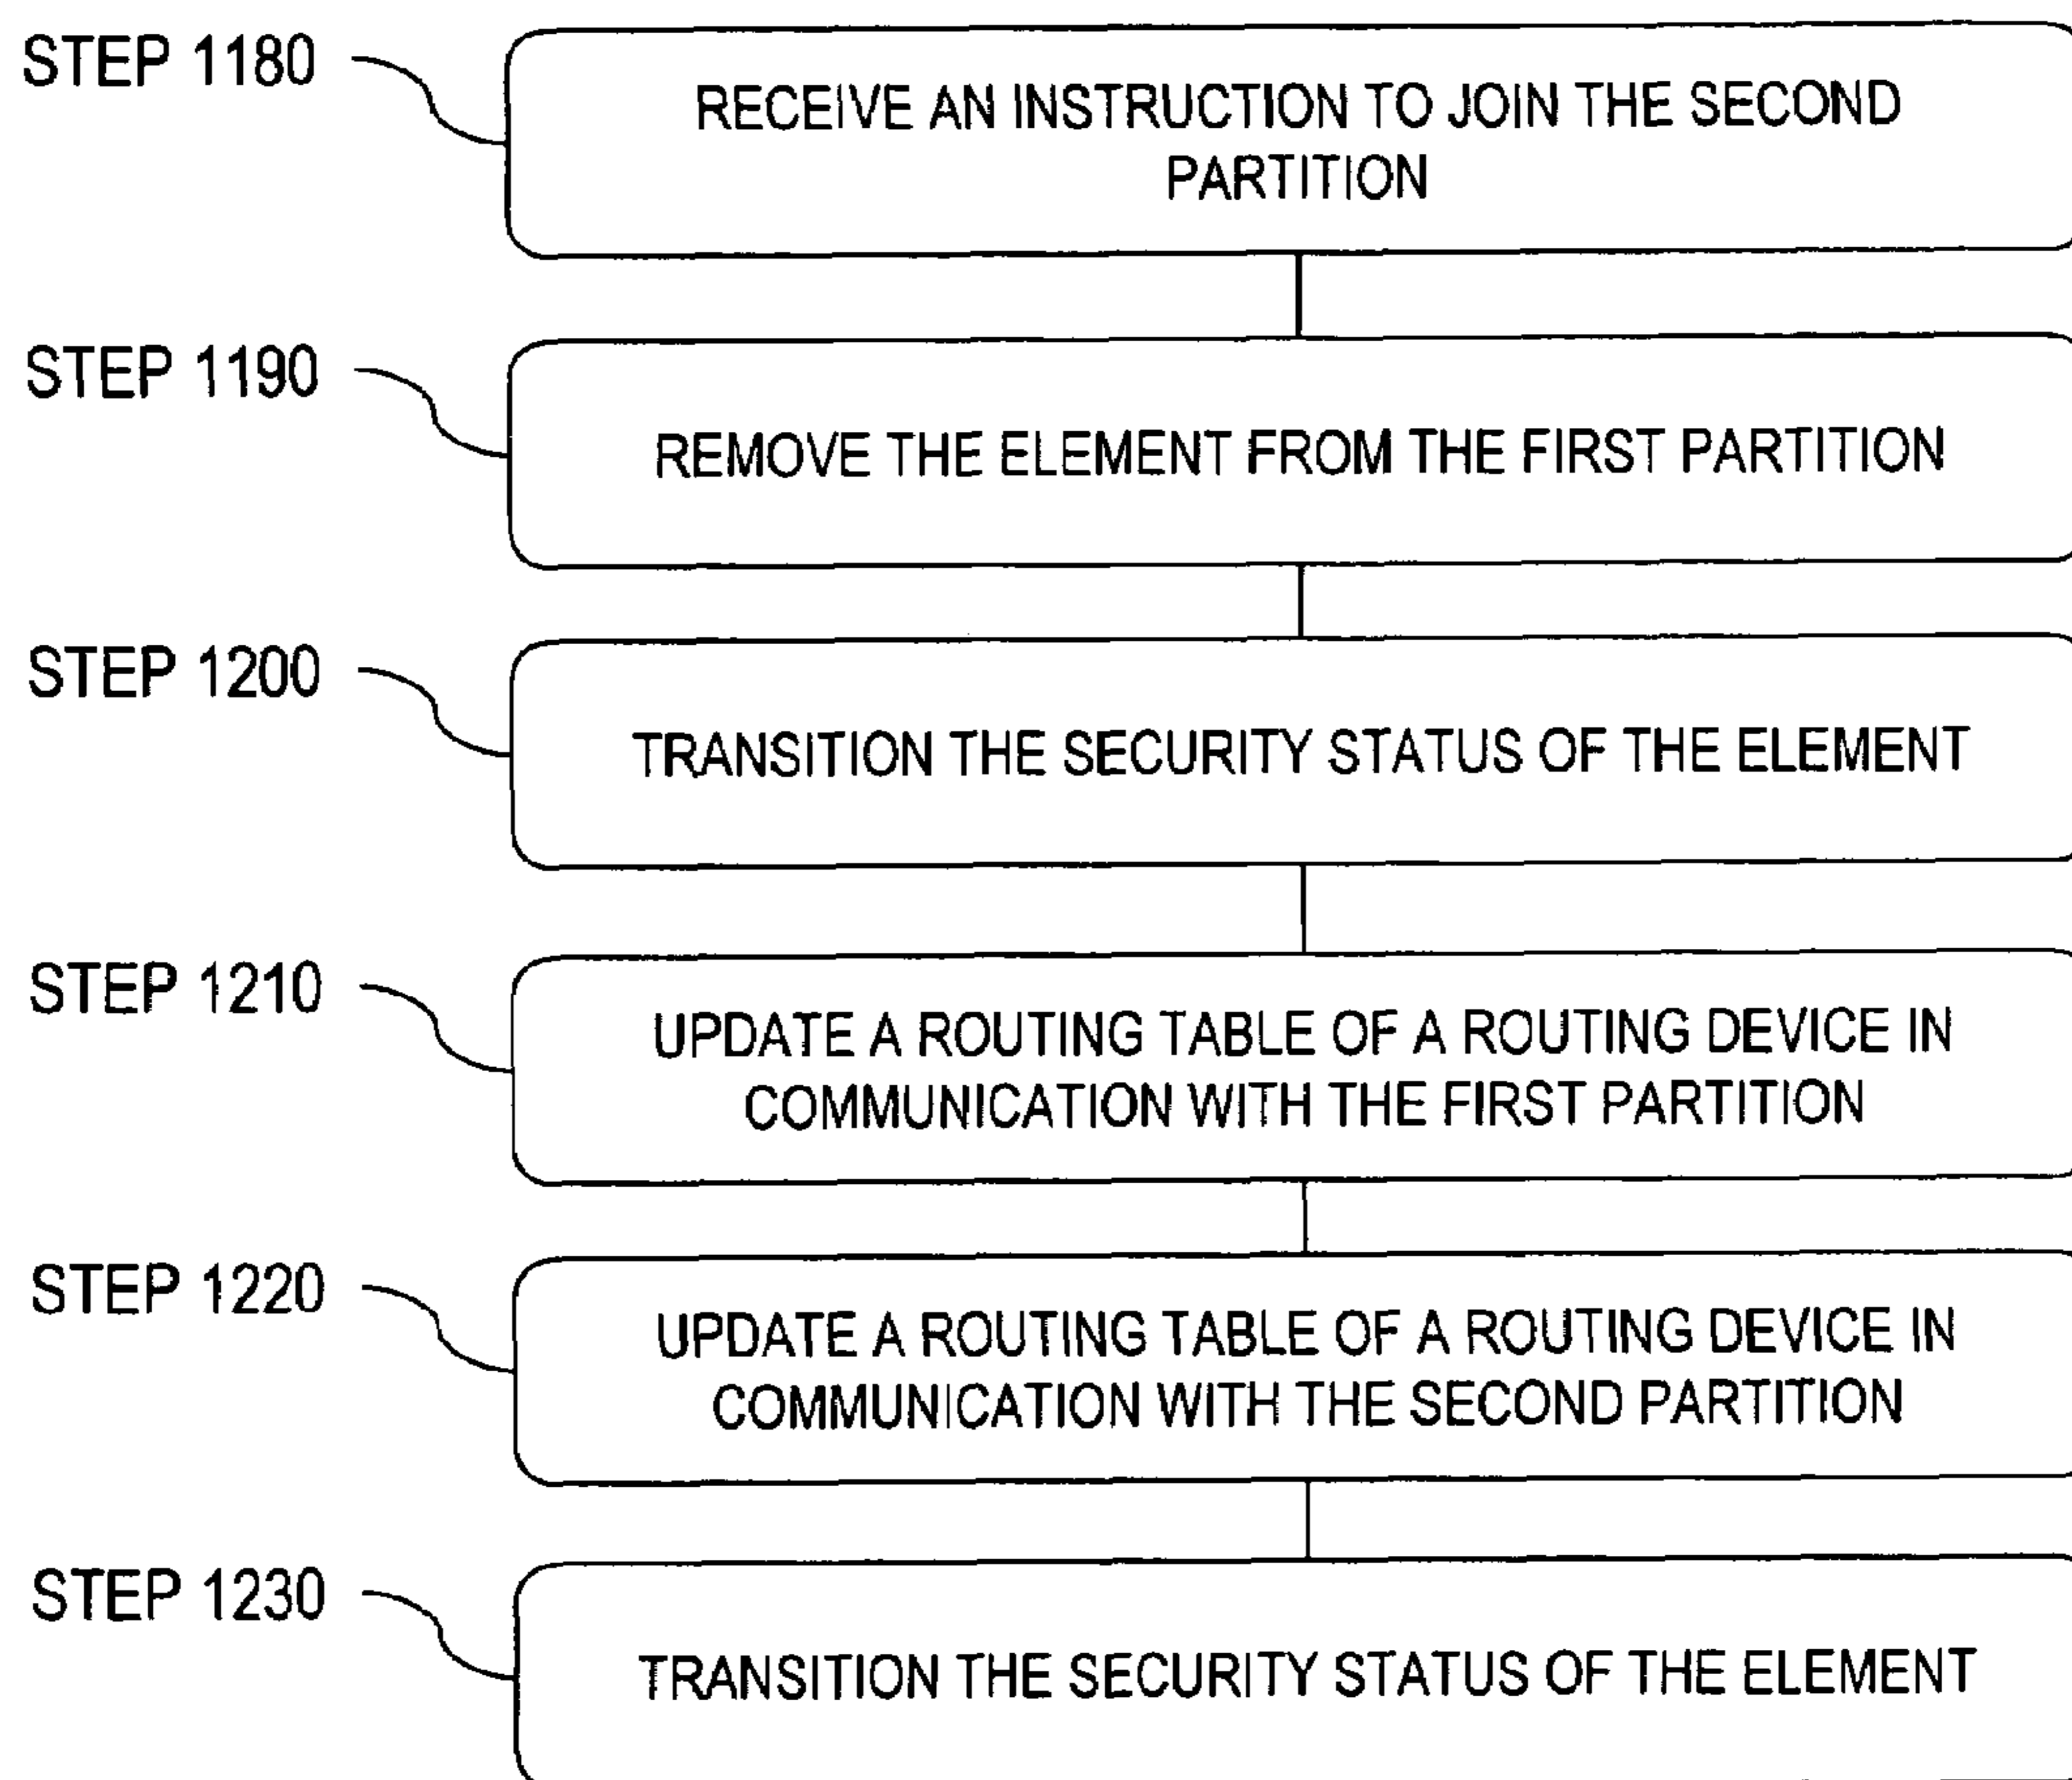 STEP 1180
RECEIVE AN INSTRUCTION TO JOIN THE SECOND
PARTITION
STEP 1190
REMOVE THE ELEMENT FROM THE FIRST PARTITION
STEP 1200
TRANSITION THE SECURITY STATUS OF THE ELEMENT
STEP 1210
UPDATE A ROUTING TABLE OF A ROUTING DEVICE IN
COMMUNICATION WITH THE FIRST PARTITION
STEP 1220
UPDATE A ROUTING TABLE OF A ROUTING DEVICE IN
COMMUNICATION WITH THE SECOND PARTITION
STEP 1230
TRANSITION THE SECURITY STATUS OF THE ELEMENT